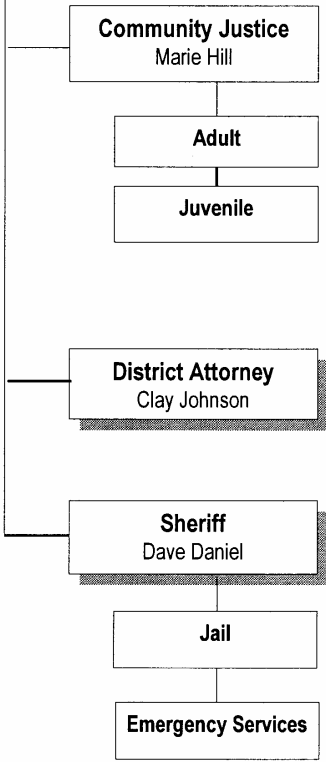 Community Justice
Marie Hill
Adult
Juvenile
District Attorney
Clay Johnson
Sheriff
Dave Daniel
Jail
Emergency Services